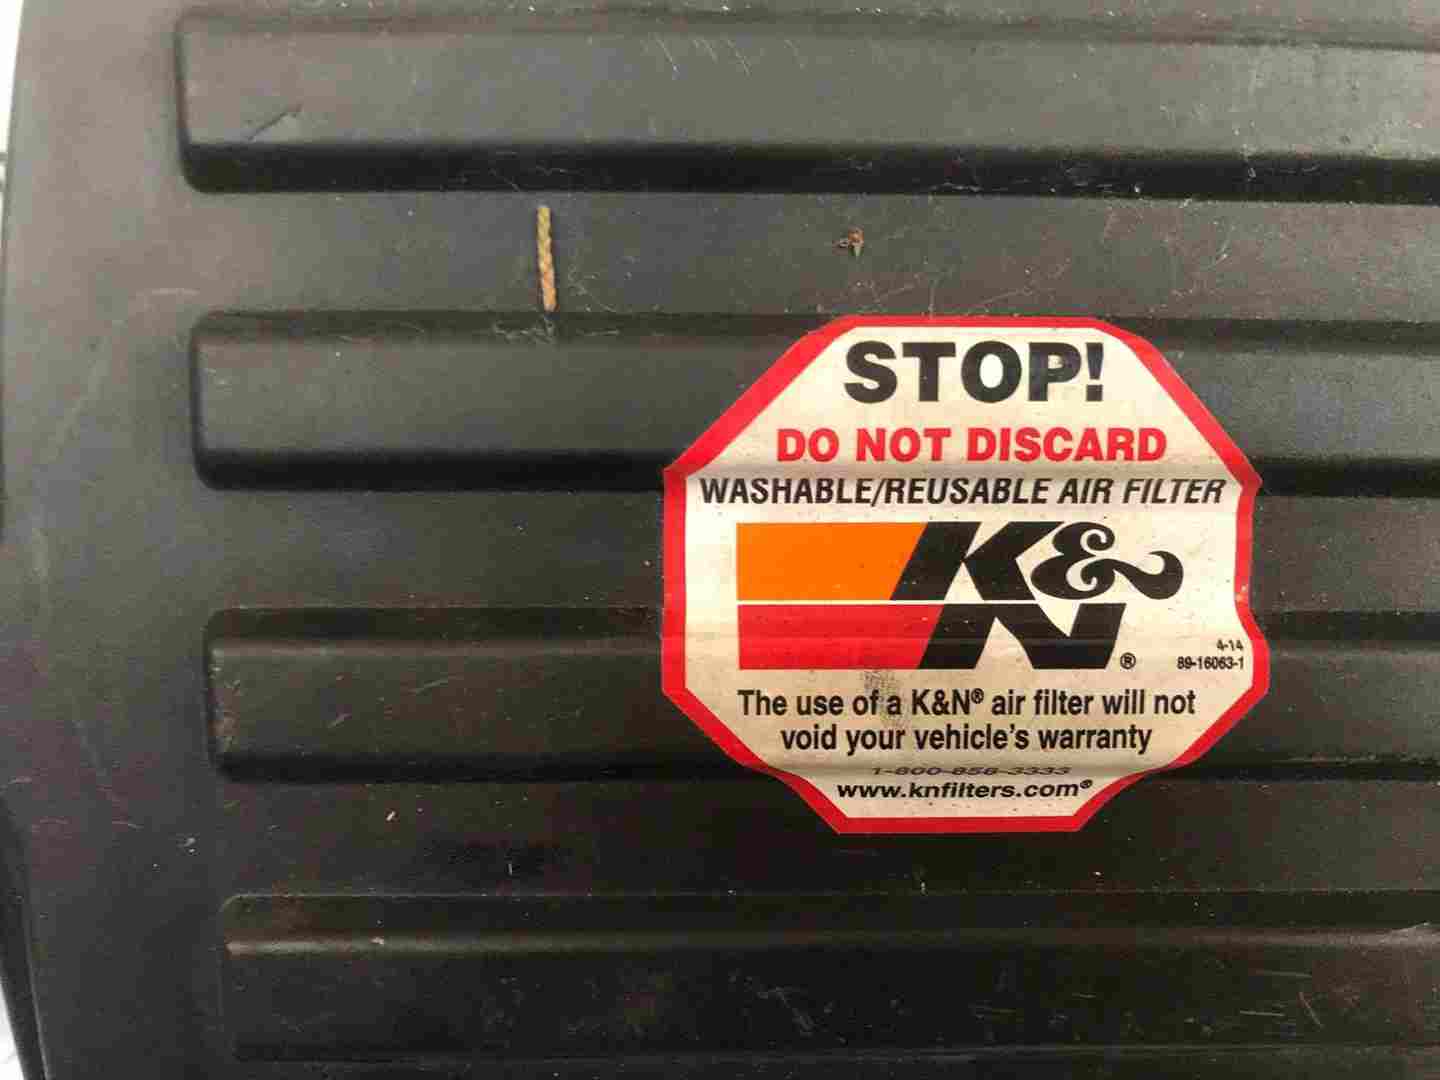 STOP!
DO NOT DISCARD
WASHABLE/REUSABLE AIR FILTER
K&N®
4-14
89-16063-1
The use of a K&N® air filter will not
void your vehicle's warranty
1-800-858-3333
www.knfilters.com®